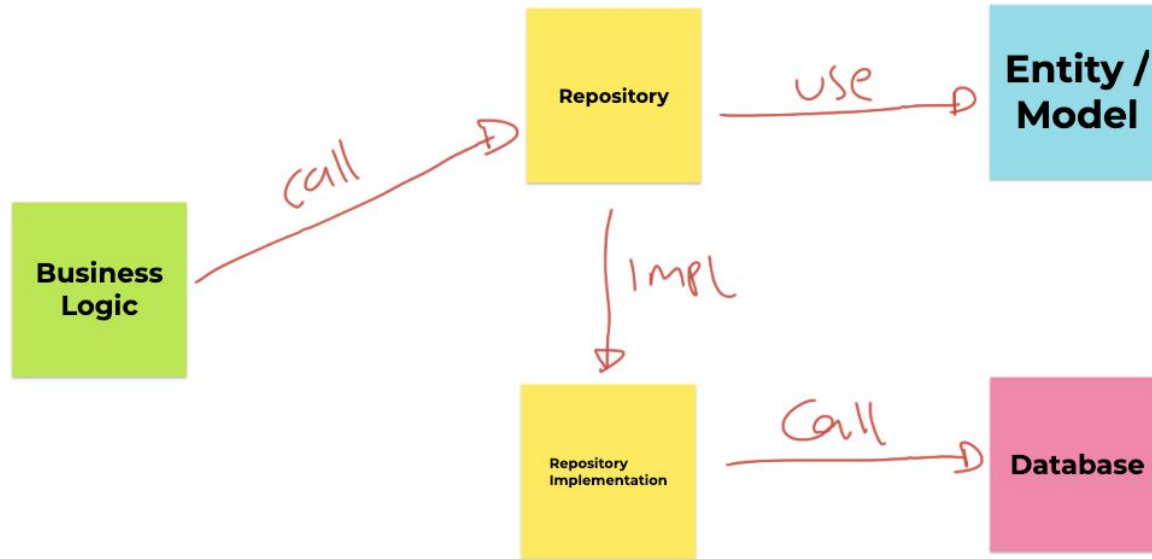 Repository
use
Entity /
Model
call
Business
Logic
IMPL
Repository
Implementation
Call
Database